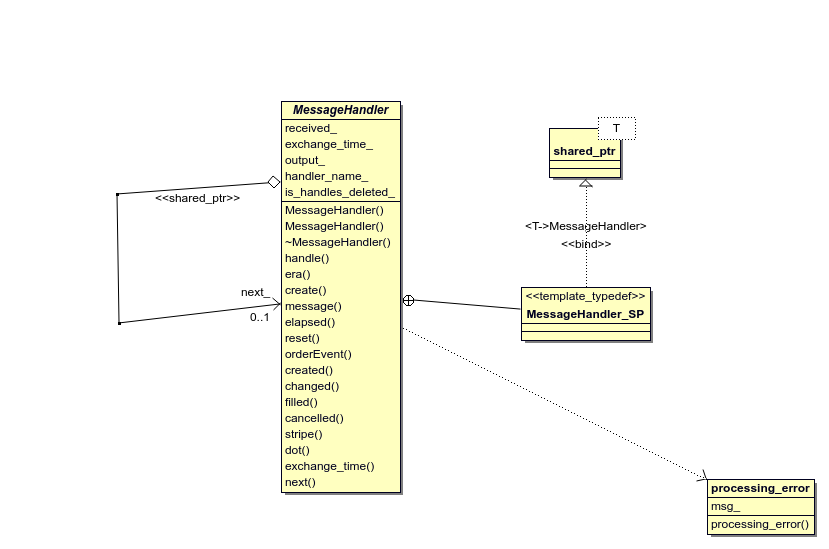 MessageHandler
received_
exchange_time_
output_
handler_name_
is_handles_deleted_
MessageHandler()
MessageHandler()
~MessageHandler()
handle()
era()
create()
message()
elapsed()
reset()
orderEvent()
created()
changed()
filled()
cancelled()
stripe()
dot()
exchange_time()
next()
<<shared_ptr>>
next_
0..1
T
shared_ptr
<T->MessageHandler>
<<bind>>
<<template_typedef>>
MessageHandler_SP
processing_error
msg_
processing_error()